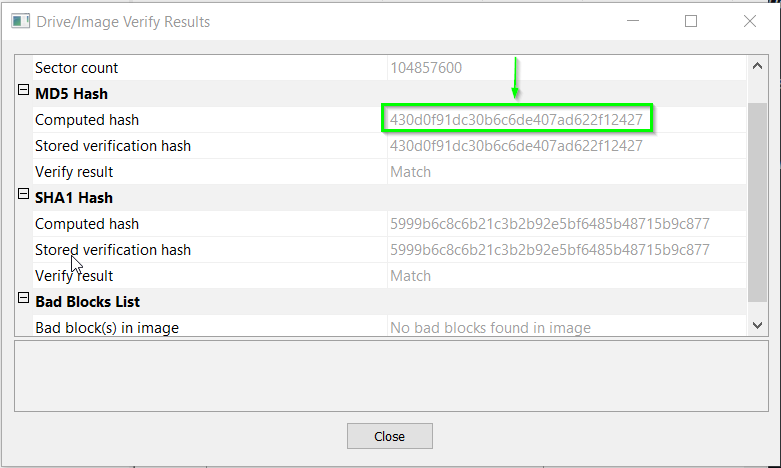 Drive/Image Verify Results
Sector count 104857600
MD5 Hash
Computed hash 430d0f91dc30b6c6de407ad622f12427
Stored verification hash 430d0f91dc30b6c6de407ad622f12427
Verify result Match
SHA1 Hash
Computed hash 5999b6c8c6b21c3b2b92e5bf6485b48715b9c877
Stored verification hash 5999b6c8c6b21c3b2b92e5bf6485b48715b9c877
Verify result Match
Bad Blocks List
Bad block(s) in image No bad blocks found in image
Close